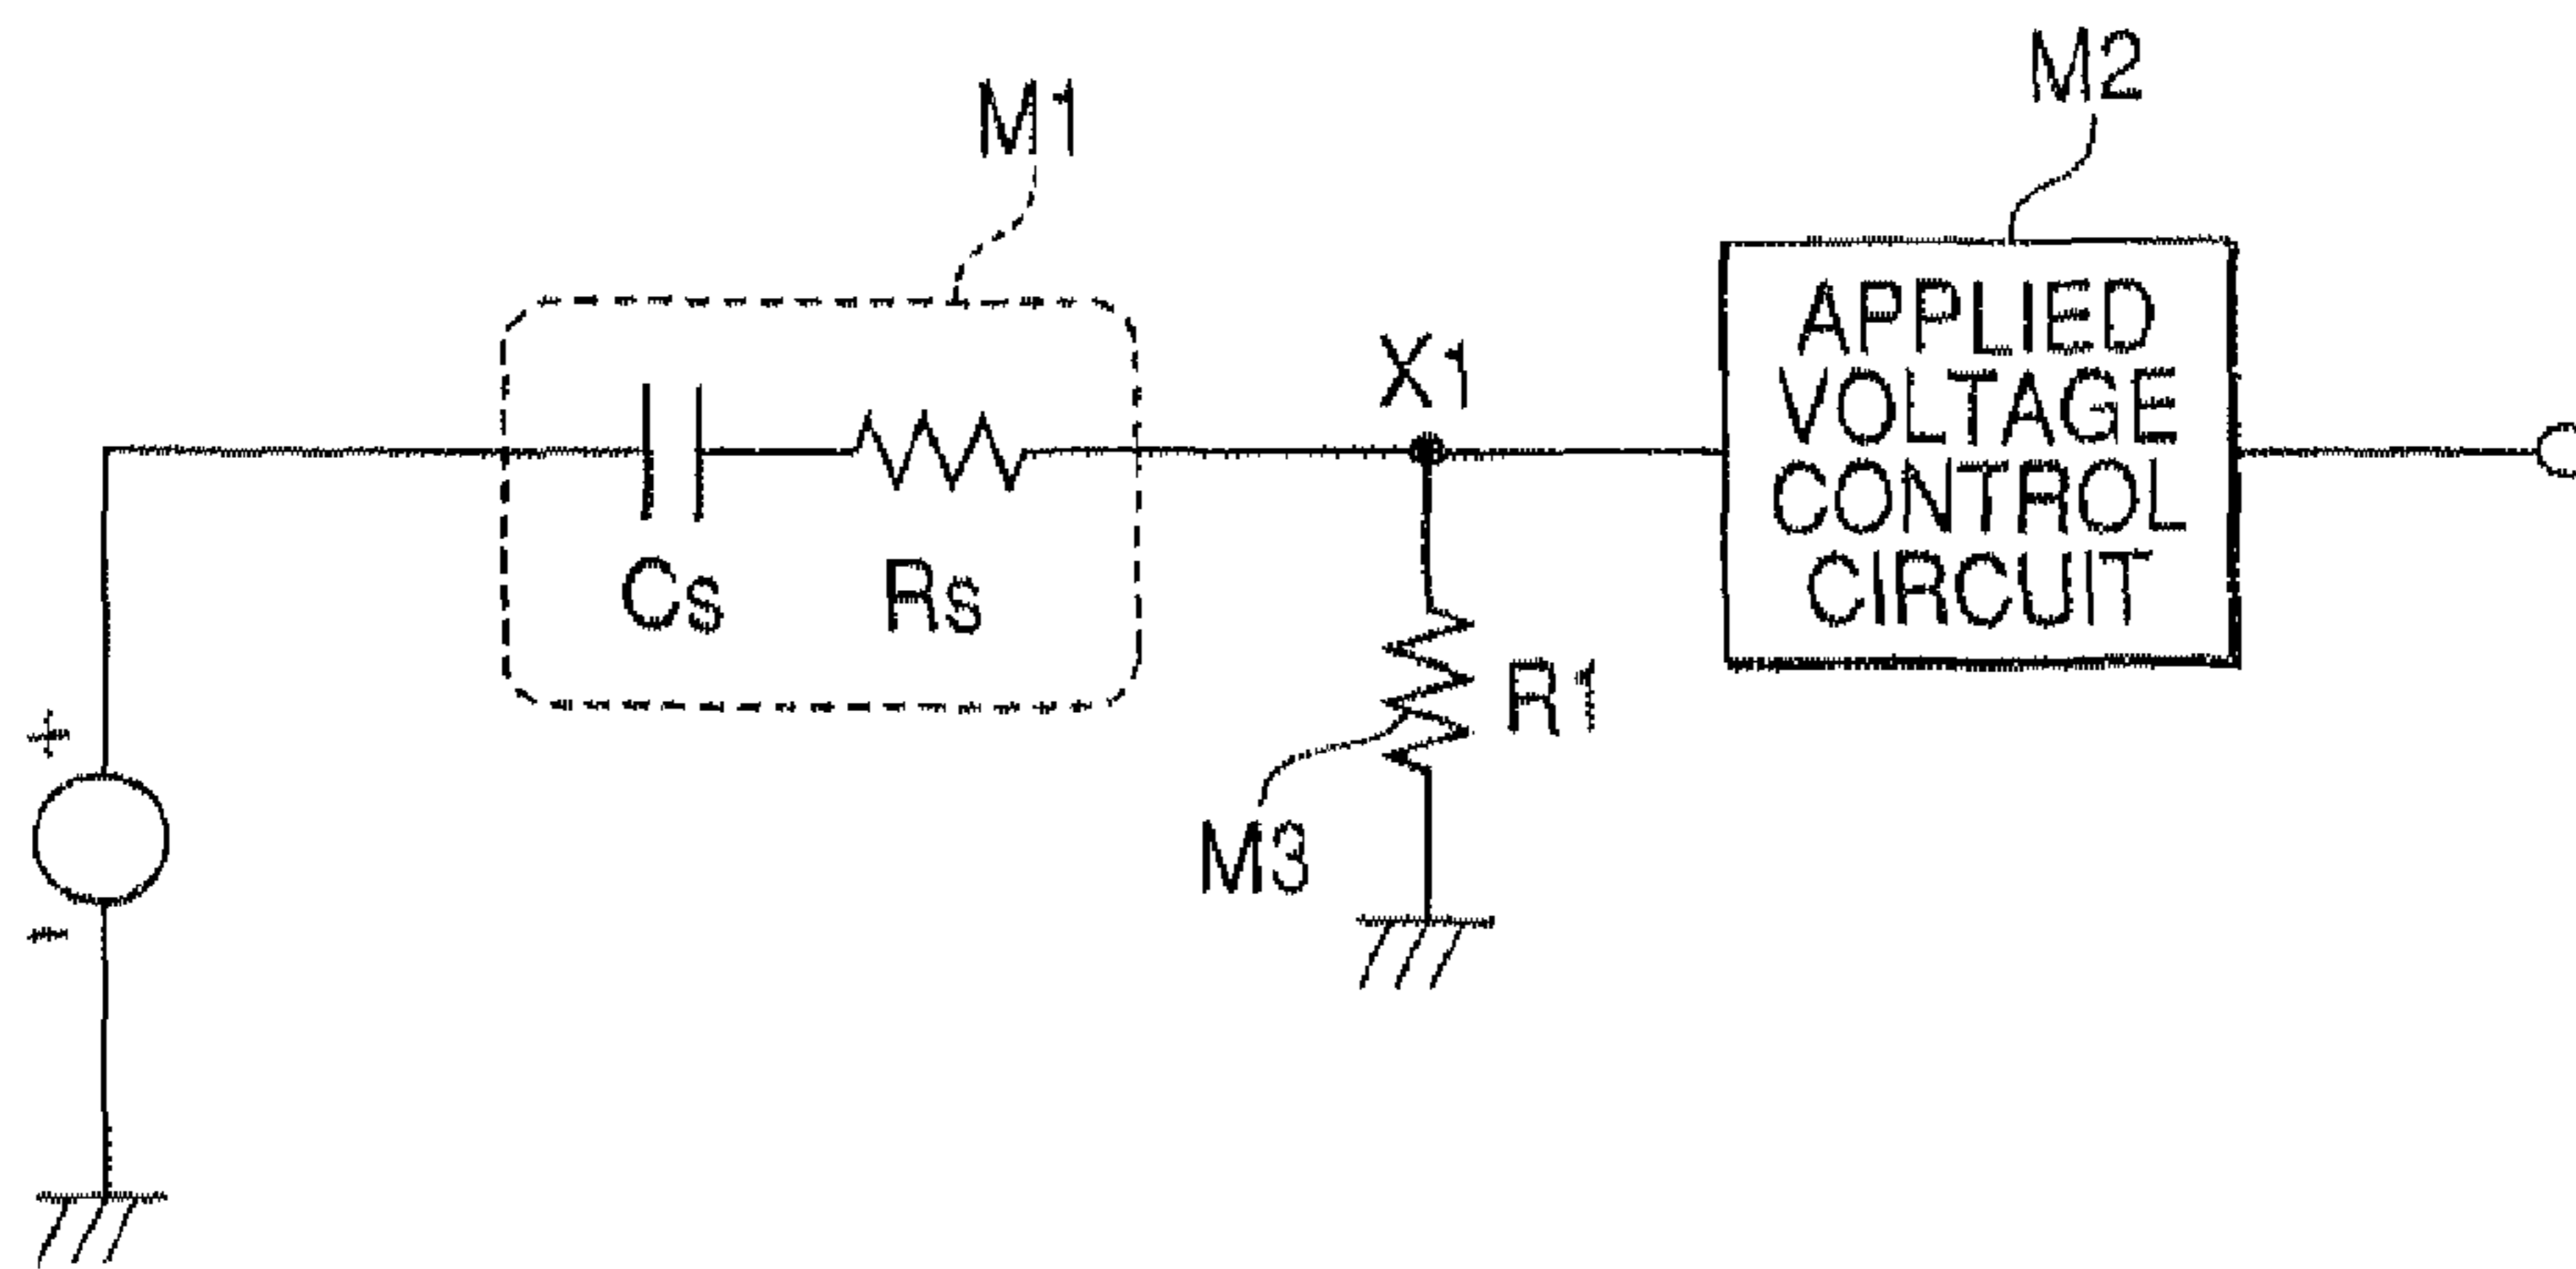 M2
M1
APPLIED
VOLTAGE
CONTROL
CIRCUIT
X1
Cs
Rs
R1
M3
+
-